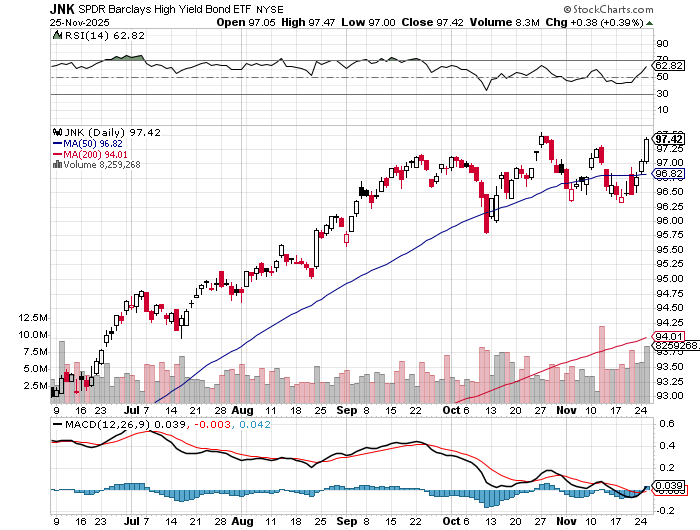 JNK SPDR Barclays High Yield Bond ETF NYSE © StockCharts.com
25-Nov-2025 Open 97.05 High 97.47 Low 97.00 Close 97.42 Volume 8.3M Chg +0.38 (+0.39%)
RSI(14) 62.82
90
70
62.82
50
30
10
JNK (Daily) 97.42
MA(50) 96.82
MA(200) 94.01
Volume 8,259,268
97.42
97.25
97.00
96.82
96.50
96.25
96.00
95.75
95.50
95.25
95.00
94.75
94.50
94.25
94.01
8259268
93.75
93.50
93.25
93.00
12.5M
10.0M
7.5M
5.0M
2.5M
9 16 23 Jul 7 14 21 28 Aug 11 18 25 Sep 8 15 22 Oct 6 13 20 27 Nov 10 17 24
MACD(12,26,9) 0.039, -0.003, 0.042
0.6
0.4
0.2
0.039
-0.2
9 16 23 Jul 7 14 21 28 Aug 11 18 25 Sep 8 15 22 Oct 6 13 20 27 Nov 10 17 24